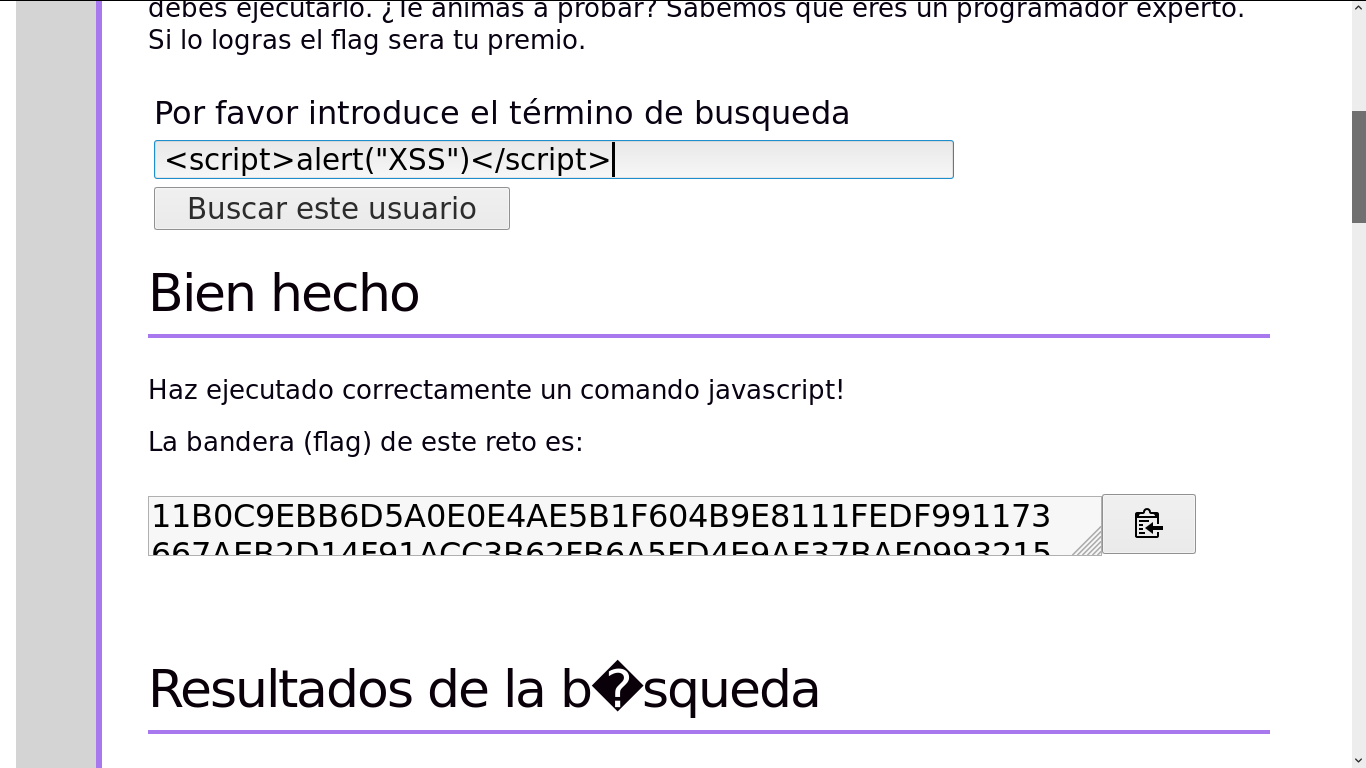 debes ejecutarlo. ¿Te animas a probar? Sabemos que eres un programador experto.
Si lo logras el flag sera tu premio.
Por favor introduce el término de busqueda
<script>alert("XSS")</script>
Buscar este usuario
Bien hecho
Haz ejecutado correctamente un comando javascript!
La bandera (flag) de este reto es:
11B0C9EBB6D5A0E0E4AE5B1F604B9E8111FEDF991173
Resultados de la b�squeda